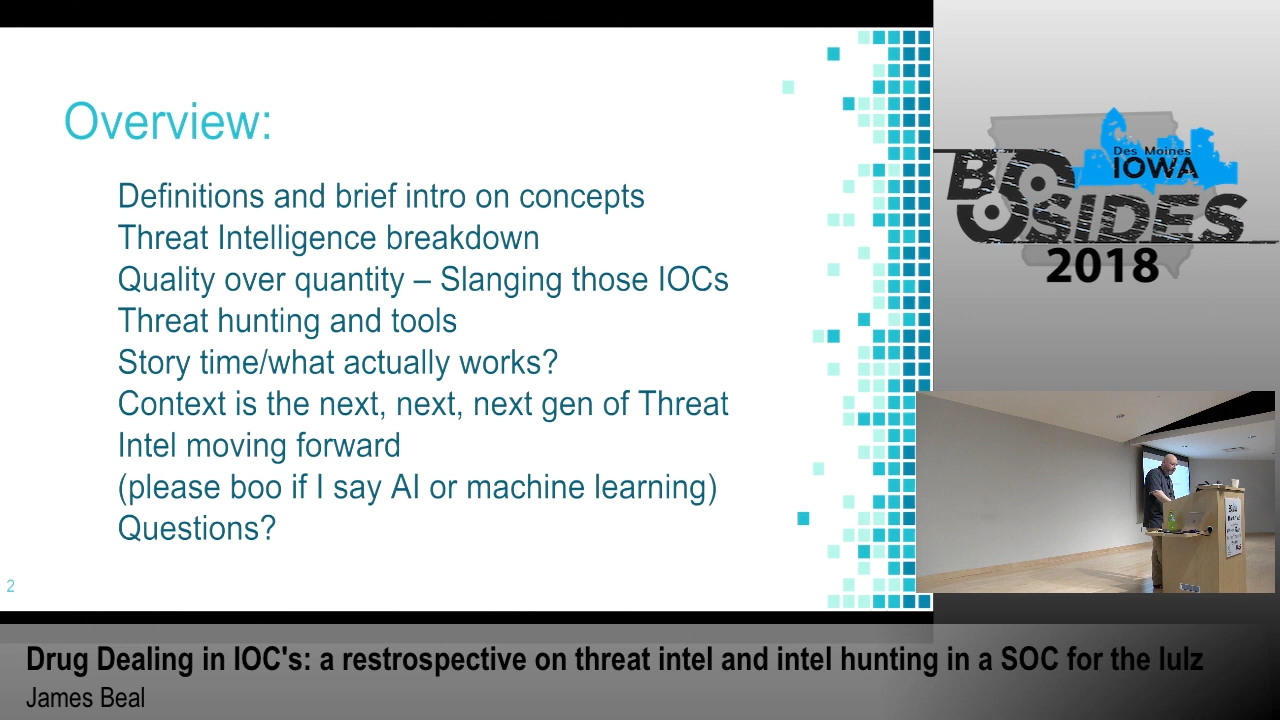 Overview:
Definitions and brief intro on concepts
Threat Intelligence breakdown
Quality over quantity – Slanging those IOCs
Threat hunting and tools
Story time/what actually works?
Context is the next, next, next gen of Threat
Intel moving forward
(please boo if I say AI or machine learning)
Questions?
2
Des Moines
IOWA
BSIDES
2018
Drug Dealing in IOC's: a restrospective on threat intel and intel hunting in a SOC for the lulz
James Beal